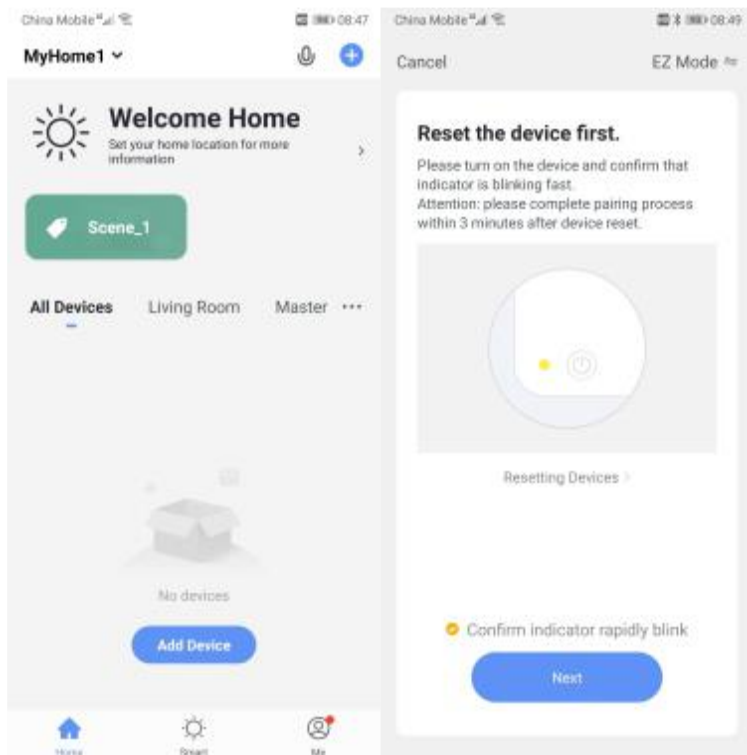 China Mobile
08:47
MyHome1
Welcome Home
Set your home location for more
information
Scene_1
All Devices
Living Room
Master
No devices
Add Device
Home
Smart
Me
China Mobile
08:49
Cancel
EZ Mode
Reset the device first.
Please turn on the device and confirm that
indicator is blinking fast.
Attention: please complete pairing process
within 3 minutes after device reset.
Resetting Devices
Confirm indicator rapidly blink
Next